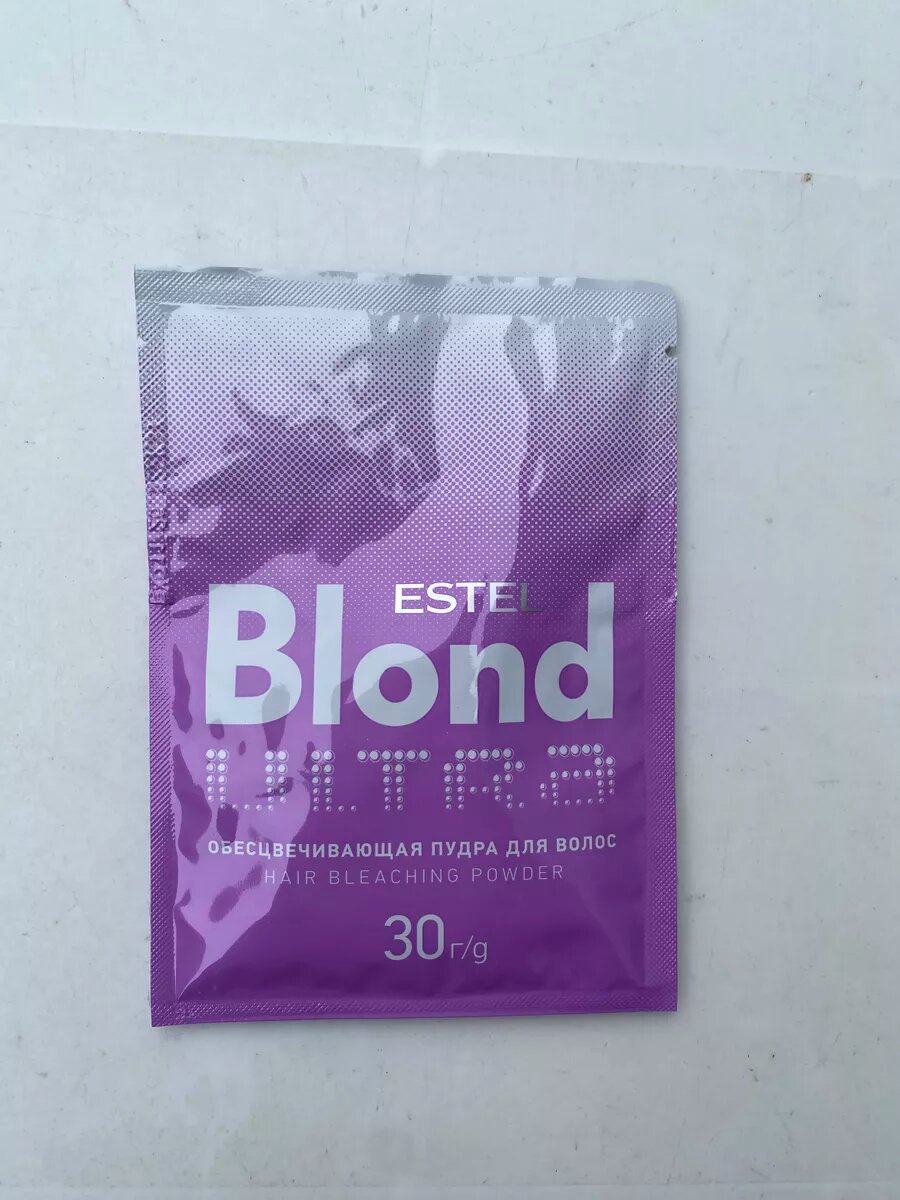 ESTEL
Blond
ULTRA
ОБЕСЦВЕЧИВАЮЩАЯ ПУДРА ДЛЯ ВОЛОС
HAIR BLEACHING POWDER
30 г/g